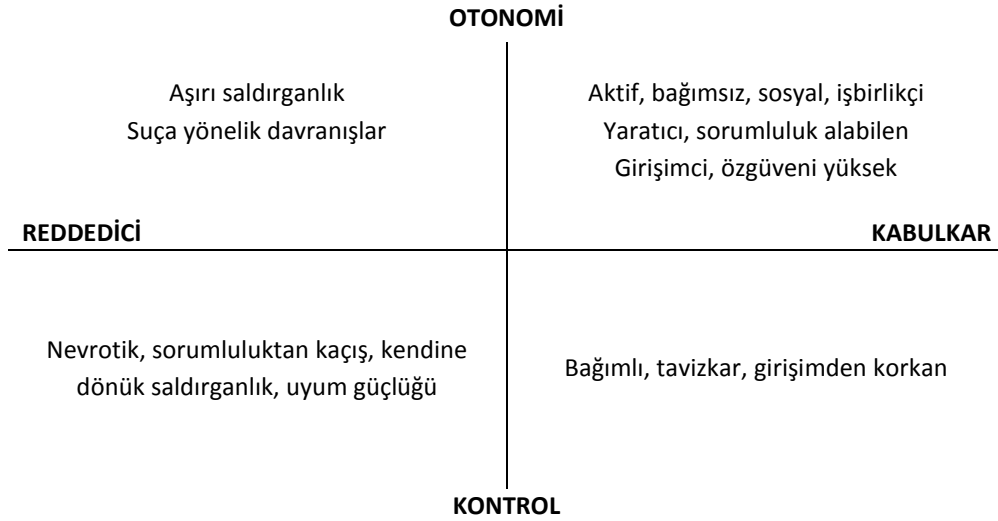 OTONOMİ
Aşırı saldırganlık
Suça yönelik davranışlar
Aktif, bağımsız, sosyal, işbirlikçi
Yaratıcı, sorumluluk alabilen
Girişimci, özgüveni yüksek
REDDEDİCİ
KABULKAR
Nevrotik, sorumluluktan kaçış, kendine
dönük saldırganlık, uyum güçlüğü
Bağımlı, tavizkar, girişimden korkan
KONTROL